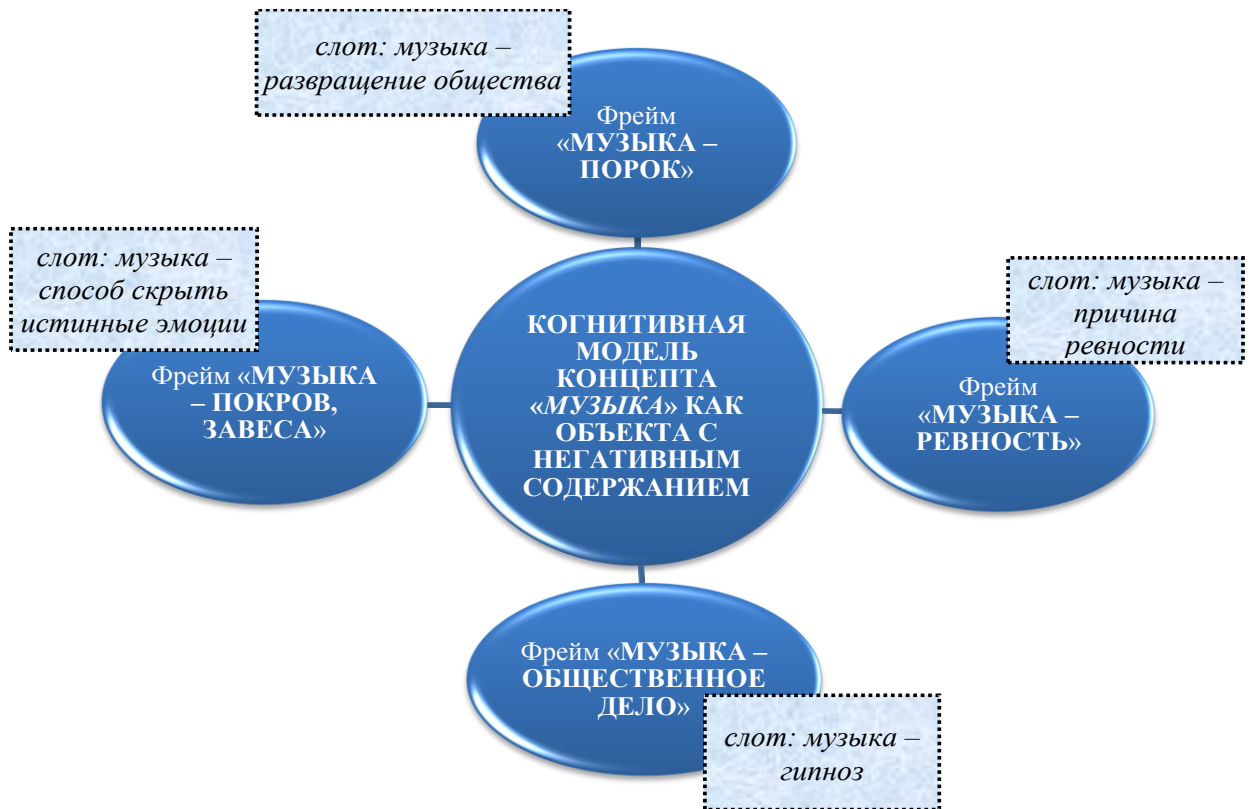 слот: музыка –
развращение общества
Фрейм
«МУЗЫКА –
ПОРОК»
слот: музыка –
способ скрыть
истинные эмоции
Фрейм «МУЗЫКА
– ПОКРОВ,
ЗАВЕСА»
КОГНИТИВНАЯ
МОДЕЛЬ
КОНЦЕПТА
«МУЗЫКА» КАК
ОБЪЕКТА С
НЕГАТИВНЫМ
СОДЕРЖАНИЕМ
слот: музыка –
причина
ревности
Фрейм
«МУЗЫКА –
РЕВНОСТЬ»
Фрейм «МУЗЫКА –
ОБЩЕСТВЕННОЕ
ДЕЛО»
слот: музыка –
гипноз